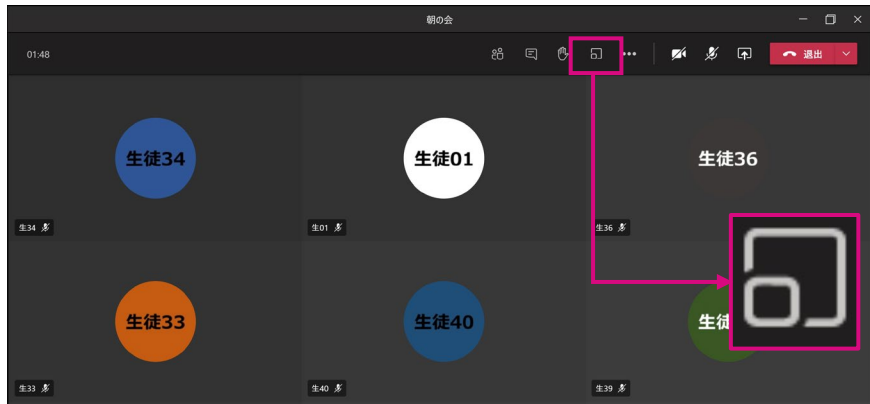 朝の会
01:48
退出
生徒34
生徒01
生徒36
生34
生01
生36
生徒33
生徒40
生徒
生33
生40
生39